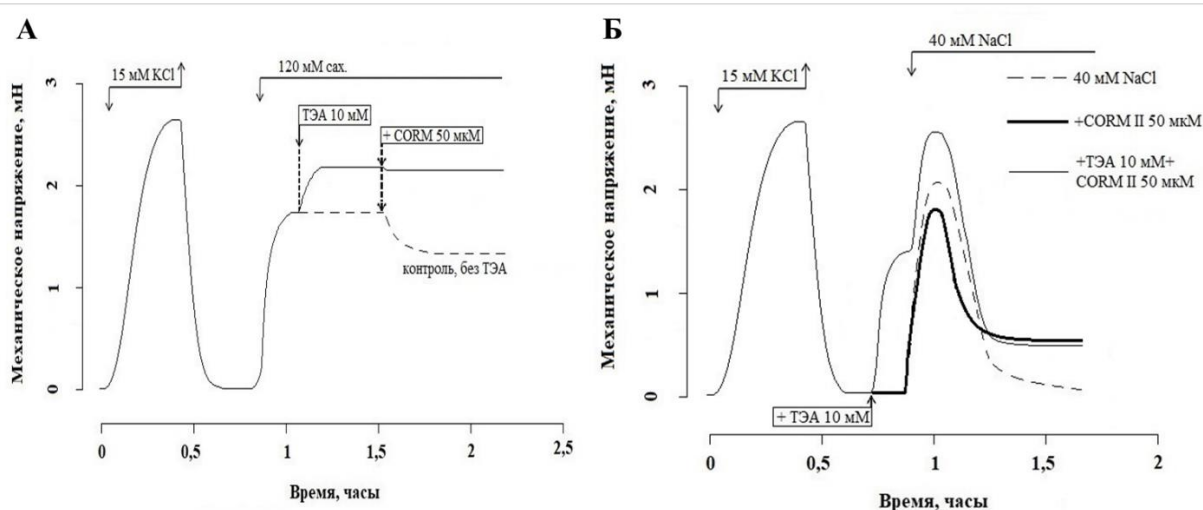 А
15 мМ KCl
120 мМ сах.
ТЭА 10 мМ
+ CORM 50 мкМ
контроль, без ТЭА
Механическое напряжение, мН
0
1
2
3
0
0,5
1
1,5
2
2,5
Время, часы
Б
15 мМ KCl
40 мМ NaCl
40 мМ NaCl
+CORM II 50 мкМ
+ТЭА 10 мМ+
CORM II 50 мкМ
+ ТЭА 10 мМ
Механическое напряжение, мН
0
1
2
3
0
0,5
1
1,5
2
Время, часы